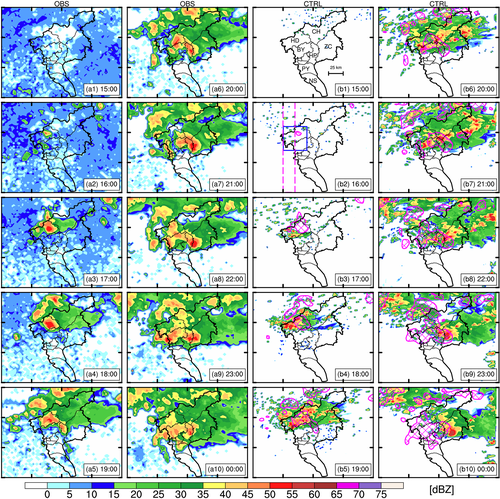 OBS OBS CTRL CTRL
CH
HD
ZC
BY
HP
25 km
PY
NS
(a1) 15:00 (a6) 20:00 (b1) 15:00 (b6) 20:00
(a2) 16:00 (a7) 21:00 (b2) 16:00 (b7) 21:00
(a3) 17:00 (a8) 22:00 (b3) 17:00 (b8) 22:00
(a4) 18:00 (a9) 23:00 (b4) 18:00 (b9) 23:00
(a5) 19:00 (a10) 00:00 (b5) 19:00 (b10) 00:00
0 5 10 15 20 25 30 35 40 45 50 55 60 65 70 75 [dBZ]